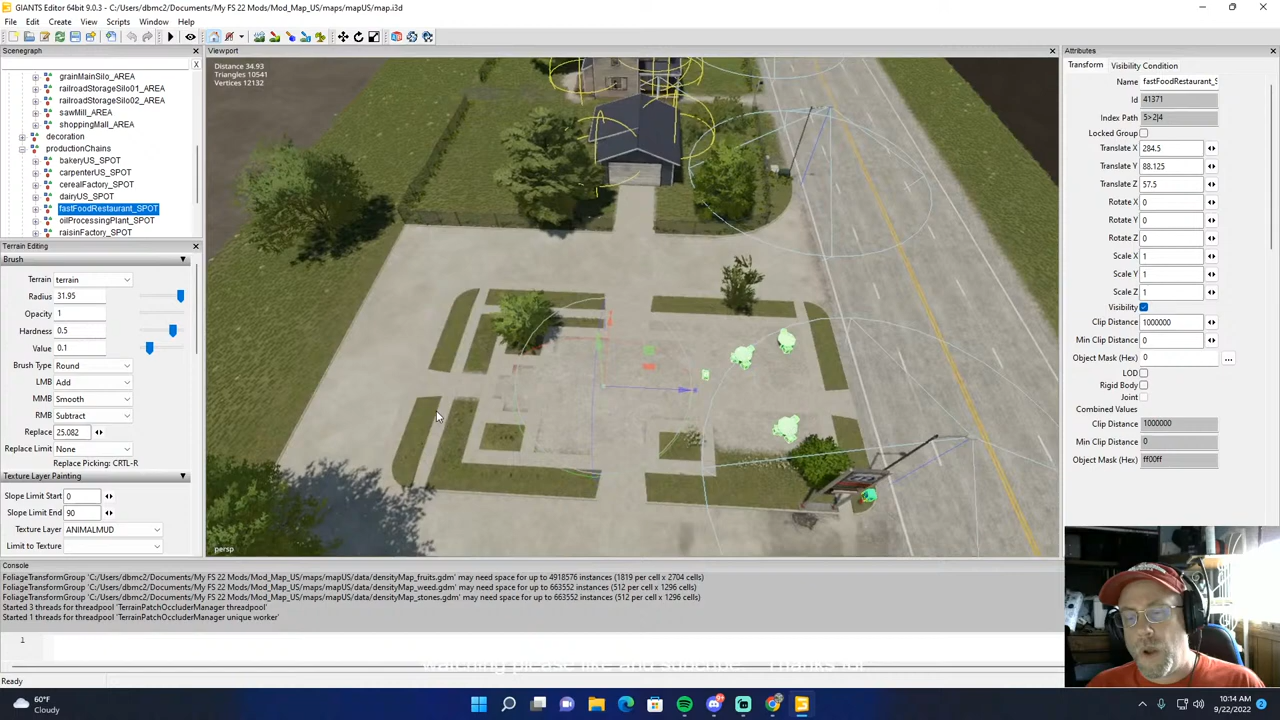 GIANTS Editor 64bit 9.0.3 - C:/Users/dbmc2/Documents/My FS 22 Mods/Mod_Map_US/maps/mapUS/map.i3d
File Edit Create View Scripts Window Help
Scenegraph
grainMainSilo_AREA
railroadStorageSilo01_AREA
railroadStorageSilo02_AREA
sawMill_AREA
shoppingMall_AREA
decoration
productionChains
bakeryUS_SPOT
carpenterUS_SPOT
cerealFactory_SPOT
dairyUS_SPOT
fastFoodRestaurant_SPOT
oilProcessingPlant_SPOT
raisinFactory_SPOT
Terrain Editing
Brush
Terrain terrain
Radius 31.95
Opacity 1
Hardness 0.5
Value 0.1
Brush Type Round
LMB Add
MMB Smooth
RMB Subtract
Replace 25.082
Replace Limit None
Replace Picking: CRTL-R
Texture Layer Painting
Slope Limit Start 0
Slope Limit End 90
Texture Layer ANIMALMUD
Limit to Texture
Viewport
Distance 34.93
Triangles 10541
Vertices 12132
persp
Attributes
Transform Visibility Condition
Name fastFoodRestaurant_S
Id 41371
Index Path 5>2|4
Locked Group
Translate X 284.5
Translate Y 88.125
Translate Z 57.5
Rotate X 0
Rotate Y 0
Rotate Z 0
Scale X 1
Scale Y 1
Scale Z 1
Visibility
Clip Distance 1000000
Min Clip Distance 0
Object Mask (Hex) 0 ...
LOD
Rigid Body
Joint
Combined Values
Clip Distance 1000000
Min Clip Distance 0
Object Mask (Hex) ff00ff
Console
FoliageTransformGroup 'C:/Users/dbmc2/Documents/My FS 22 Mods/Mod_Map_US/maps/mapUS/data/densityMap_fruits.gdm' may need space for up to 4918576 instances (1819 per cell x 2704 cells)
FoliageTransformGroup 'C:/Users/dbmc2/Documents/My FS 22 Mods/Mod_Map_US/maps/mapUS/data/densityMap_weed.gdm' may need space for up to 663552 instances (512 per cell x 1296 cells)
FoliageTransformGroup 'C:/Users/dbmc2/Documents/My FS 22 Mods/Mod_Map_US/maps/mapUS/data/densityMap_stones.gdm' may need space for up to 663552 instances (512 per cell x 1296 cells)
Started 3 threads for threadpool 'TerrainPatchOccluderManager threadpool'
Started 1 threads for threadpool 'TerrainPatchOccluderManager unique worker'
1
Ready
60°F
Cloudy
10:14 AM
9/22/2022